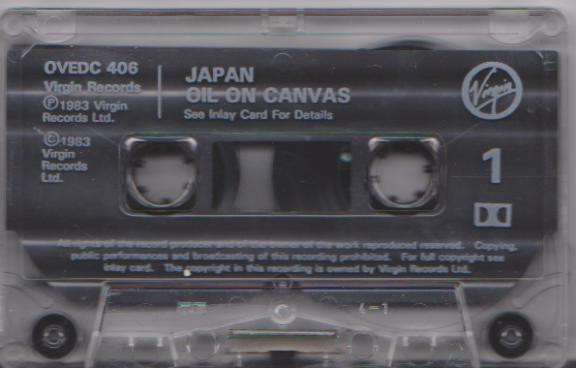 OVEDC 406
Virgin Records
Ⓟ1983 Virgin
Records Ltd.
©1983
Virgin
Records
Ltd.
JAPAN
OIL ON CANVAS
See Inlay Card For Details
Virgin
1
All rights of the record producer and of the owner of the work reproduced reserved. Copying,
public performances and broadcasting of this recording prohibited. For full copyright see
inlay card. The copyright in this recording is owned by Virgin Records Ltd.